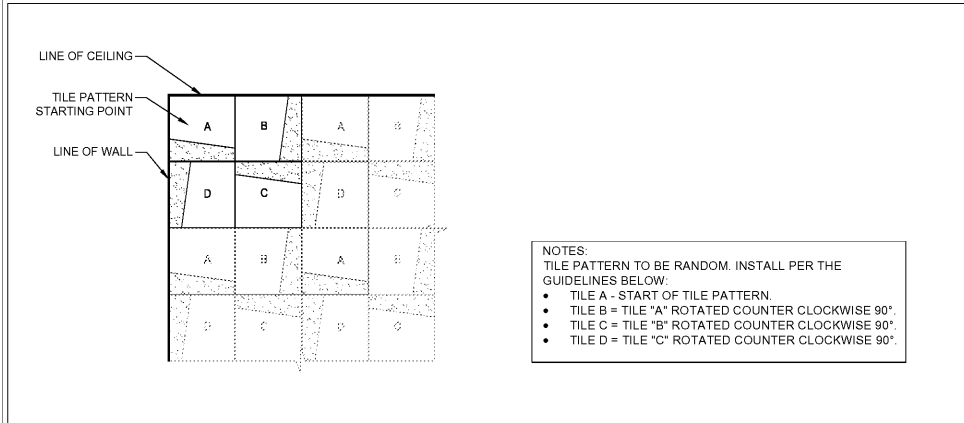 LINE OF CEILING
TILE PATTERN
STARTING POINT
LINE OF WALL
A B A B
D C D C
A B A B
D C D C
NOTES:
TILE PATTERN TO BE RANDOM. INSTALL PER THE
GUIDELINES BELOW:
• TILE A - START OF TILE PATTERN.
• TILE B = TILE "A" ROTATED COUNTER CLOCKWISE 90°.
• TILE C = TILE "B" ROTATED COUNTER CLOCKWISE 90°.
• TILE D = TILE "C" ROTATED COUNTER CLOCKWISE 90°.